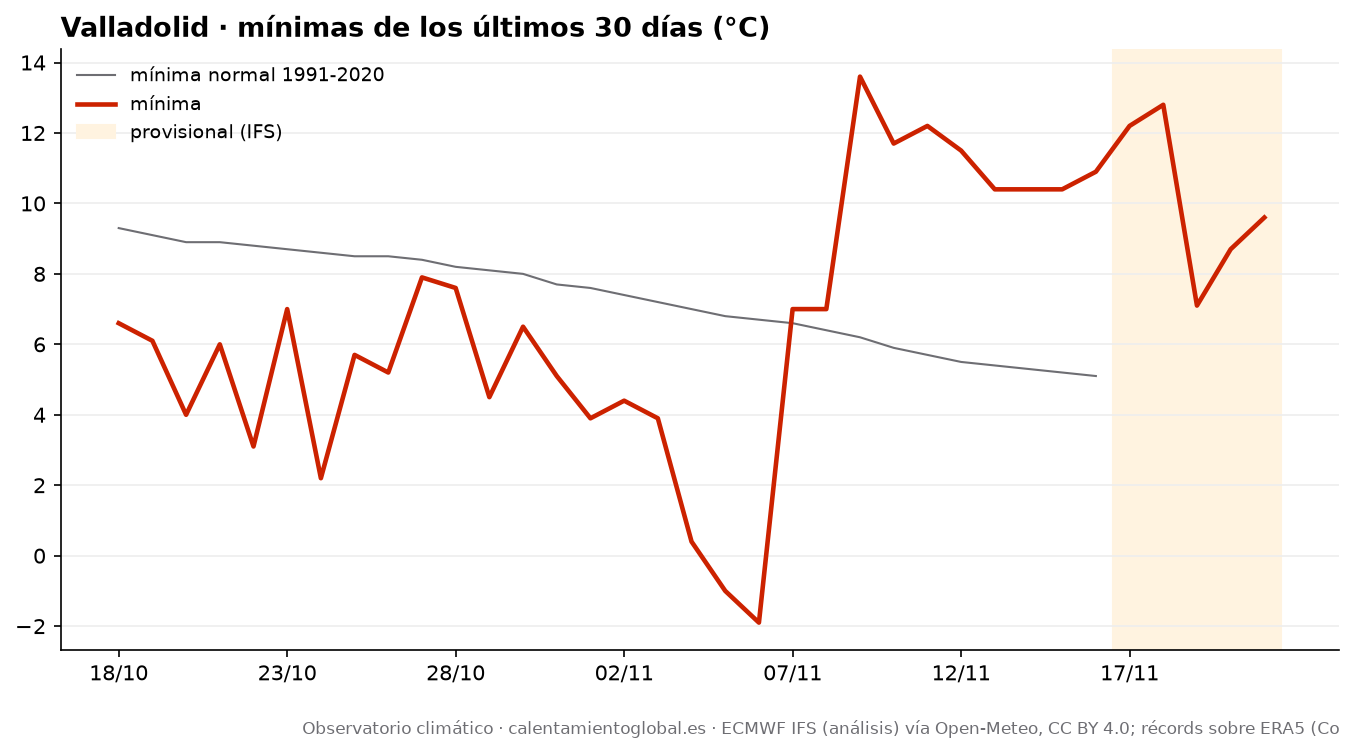 Valladolid · mínimas de los últimos 30 días (°C)
14
12
10
8
6
4
2
0
−2
mínima normal 1991-2020
mínima
provisional (IFS)
18/10 23/10 28/10 02/11 07/11 12/11 17/11
Observatorio climático · calentamientoglobal.es · ECMWF IFS (análisis) vía Open-Meteo, CC BY 4.0; récords sobre ERA5 (Co